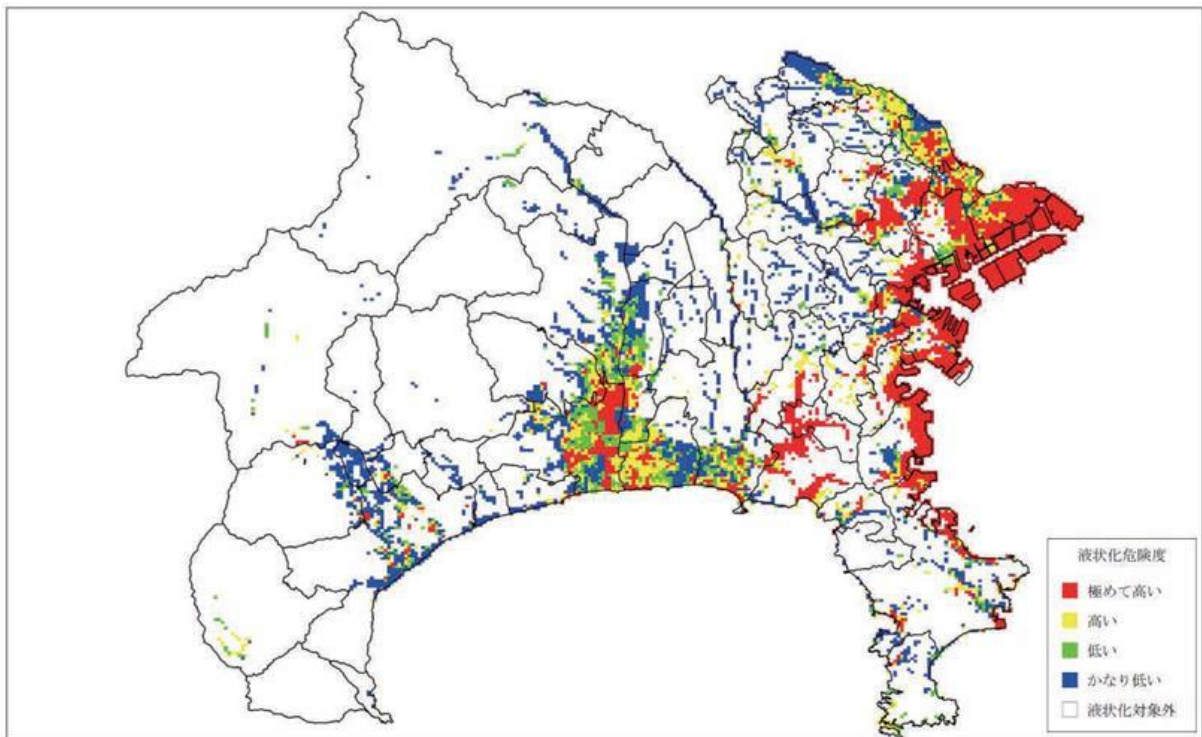 液状化危険度
極めて高い
高い
低い
かなり低い
液状化対象外